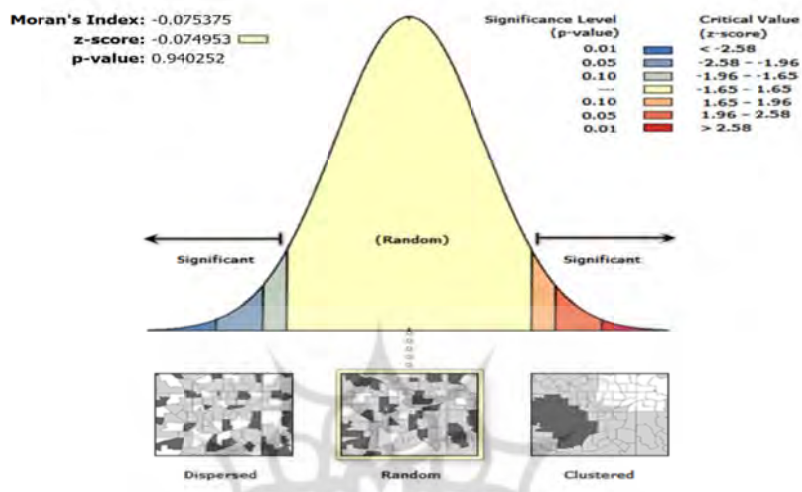 Moran's Index: -0.075375
z-score: -0.074953
p-value: 0.940252
Significance Level
(p-value)
Critical Value
(z-score)
0.01 < -2.58
0.05 -2.58 – -1.96
0.10 -1.96 – -1.65
— -1.65 – 1.65
0.10 1.65 – 1.96
0.05 1.96 – 2.58
0.01 > 2.58
(Random)
Significant
Significant
Dispersed
Random
Clustered